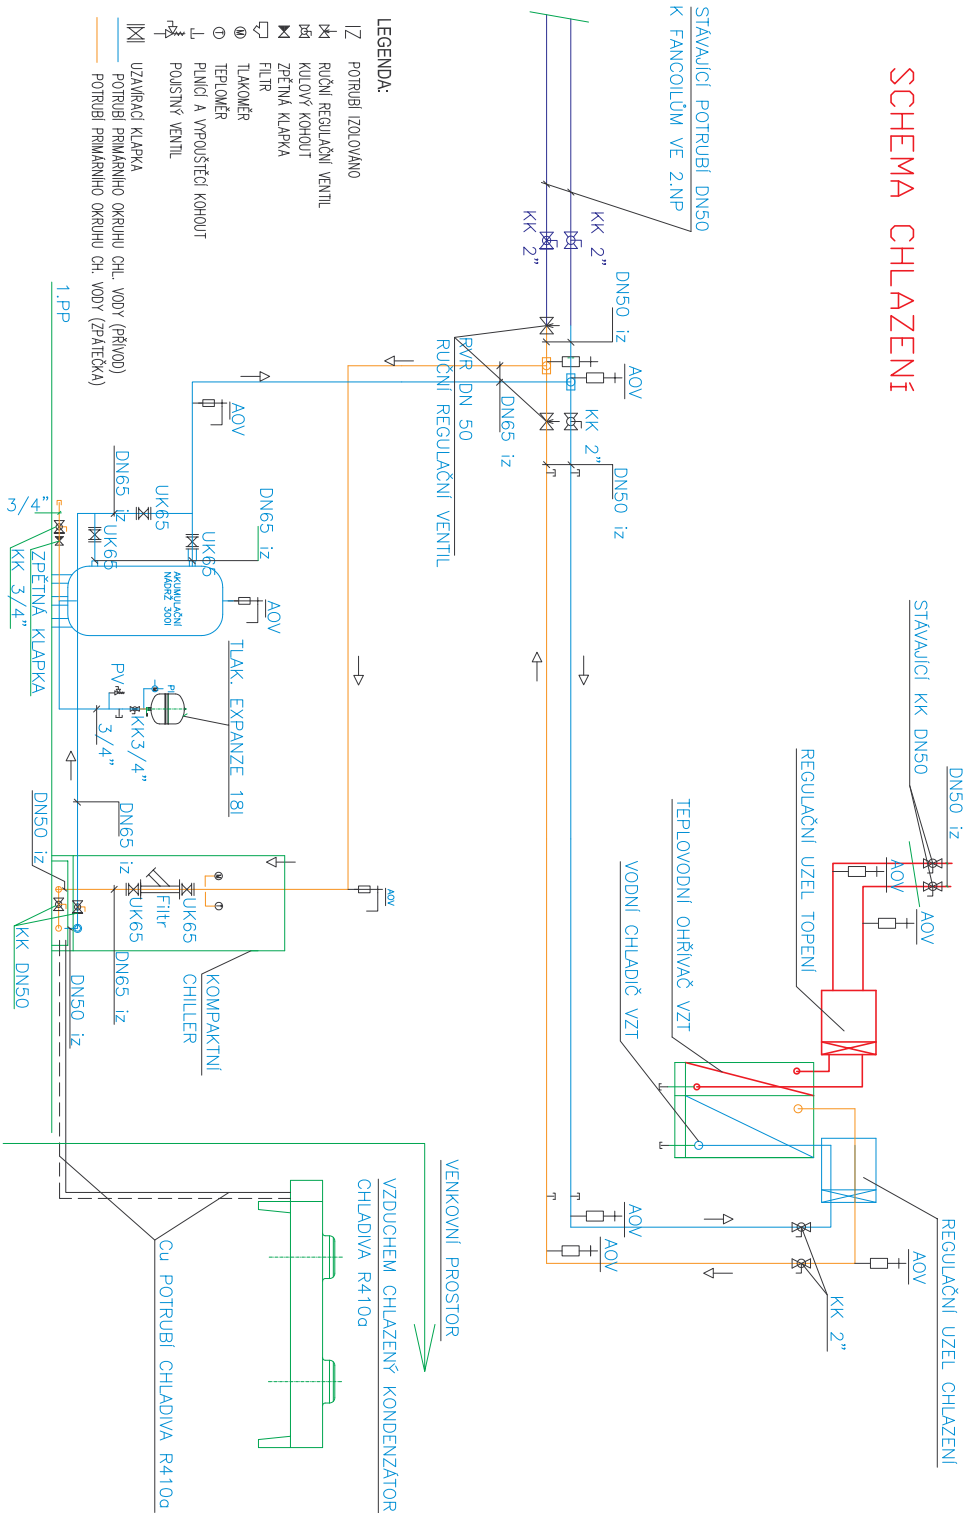 SCHEMA CHLAZENÍ
STÁVAJÍCÍ POTRUBÍ DN50
K FANCOILŮM VE 2.NP
KK 2"
KK 2"
DN50 iz
AOV
KK 2"
DN50 iz
DN65 iz
RVR DN 50
RUČNÍ REGULAČNÍ VENTIL
LEGENDA:
POTRUBÍ IZOLOVÁNO
RUČNÍ REGULAČNÍ VENTIL
KULOVÝ KOHOUT
ZPĚTNÁ KLAPKA
FILTR
TLAKOMĚR
TEPLOMĚR
PLNÍCÍ A VYPOUŠTĚCÍ KOHOUT
POJISTNÝ VENTIL
UZAVÍRACÍ KLAPKA
POTRUBÍ PRIMÁRNÍHO OKRUHU CHL. VODY (PŘÍVOD)
POTRUBÍ PRIMÁRNÍHO OKRUHU CH. VODY (ZPÁTEČKA)
1.PP
AOV
DN65 iz
UK65
DN65 iz
UK65
UK65
3/4"
KK 3/4"
ZPĚTNÁ KLAPKA
AKUMULAČNÍ
NÁDRŽ 300l
AOV
TLAK. EXPANZE 18l
PV
KK3/4"
3/4"
DN65 iz
DN50 iz
AOV
UK65
Filtr
UK65
DN65 iz
DN50 iz
KK DN50
KOMPAKTNÍ
CHILLER
STÁVAJÍCÍ KK DN50
DN50 iz
AOV
AOV
REGULAČNÍ UZEL TOPENÍ
TEPLOVODNÍ OHŘÍVAČ VZT
VODNÍ CHLADIČ VZT
AOV
AOV
AOV
KK 2"
REGULAČNÍ UZEL CHLAZENÍ
VENKOVNÍ PROSTOR
VZDUCHEM CHLAZENÝ KONDENZÁTOR
CHLADIVA R410a
Cu POTRUBÍ CHLADIVA R410a